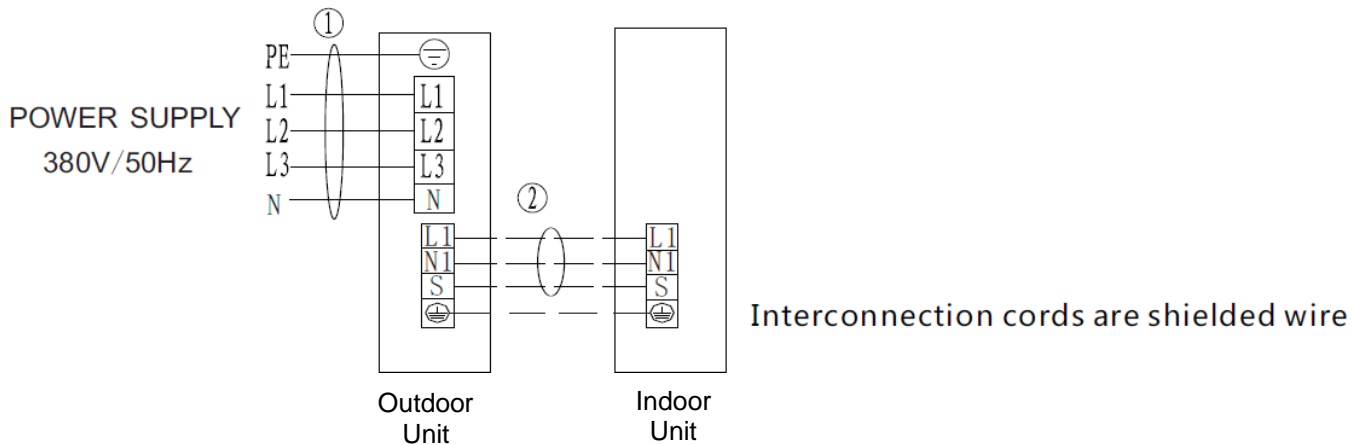 ①
PE
L1
L2
L3
N
POWER SUPPLY
380V/50Hz
L1
L2
L3
N
②
L1
N1
S
L1
N1
S
Interconnection cords are shielded wire
Outdoor
Unit
Indoor
Unit